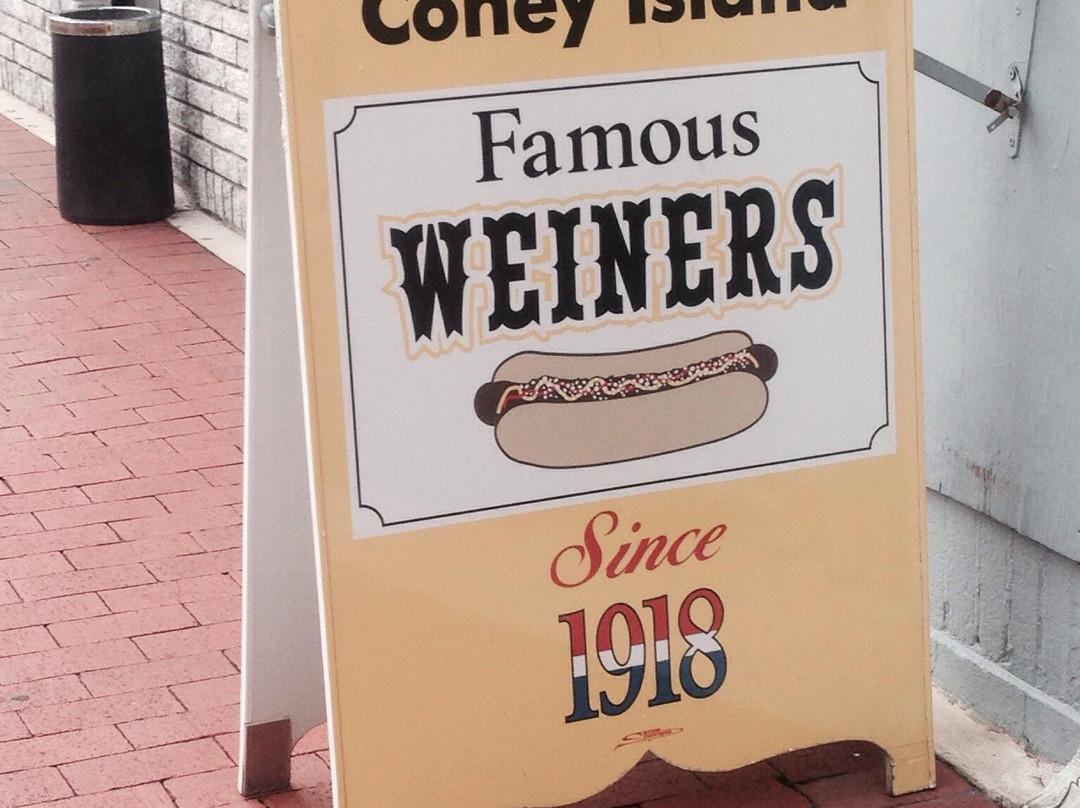 Coney Island
Famous
WEINERS
Since
1918